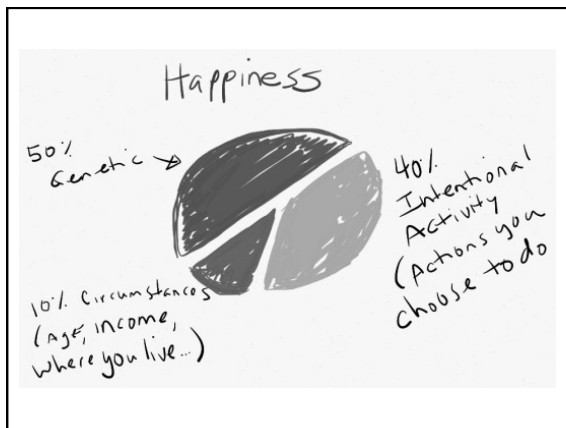 Happiness
50%
Genetic
40%
Intentional
Activity
(Actions you
choose to do
10% Circumstances
(Age, income,
where you live...)